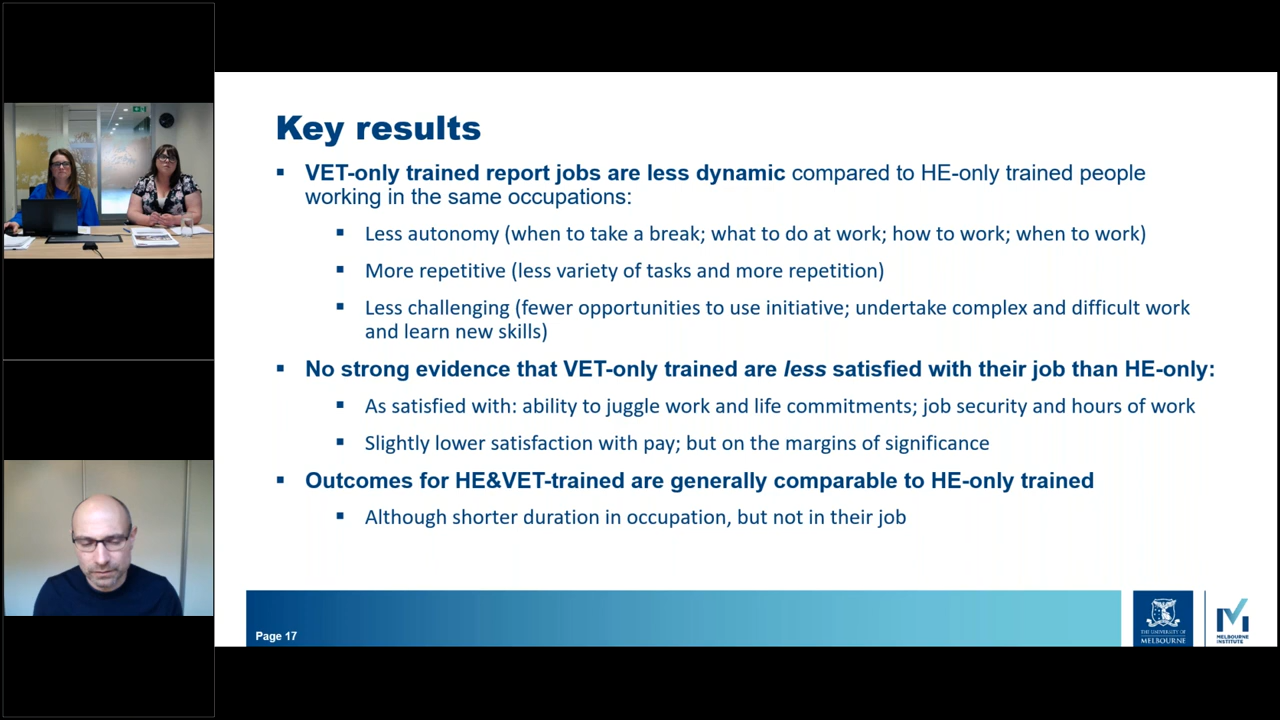 Key results
▪ VET-only trained report jobs are less dynamic compared to HE-only trained people
working in the same occupations:
▪ Less autonomy (when to take a break; what to do at work; how to work; when to work)
▪ More repetitive (less variety of tasks and more repetition)
▪ Less challenging (fewer opportunities to use initiative; undertake complex and difficult work
and learn new skills)
▪ No strong evidence that VET-only trained are less satisfied with their job than HE-only:
▪ As satisfied with: ability to juggle work and life commitments; job security and hours of work
▪ Slightly lower satisfaction with pay; but on the margins of significance
▪ Outcomes for HE&VET-trained are generally comparable to HE-only trained
▪ Although shorter duration in occupation, but not in their job
Page 17
THE UNIVERSITY OF
MELBOURNE
MELBOURNE
INSTITUTE